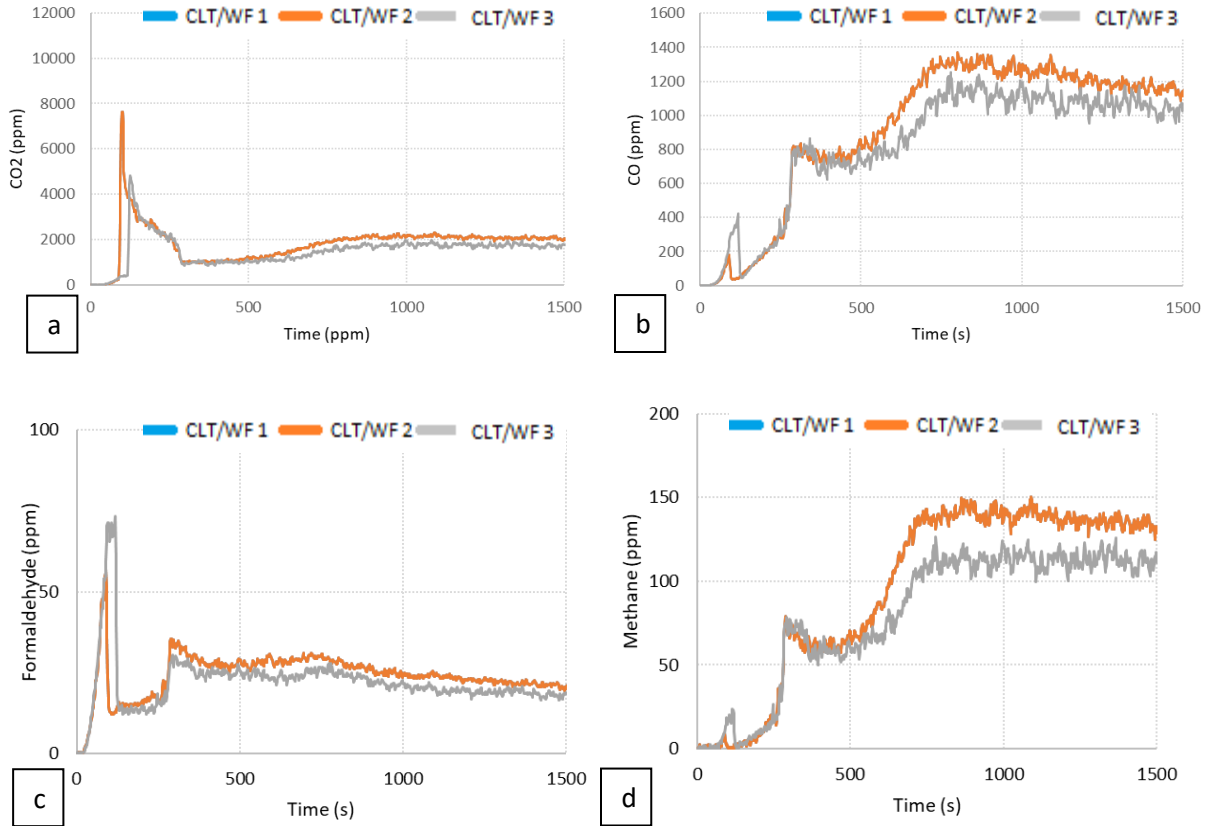 CLT/WF 1 CLT/WF 2 CLT/WF 3
12000
10000
8000
6000
4000
2000
0
CO2 (ppm)
0 500 1000 1500
Time (ppm)
a
CLT/WF 1 CLT/WF 2 CLT/WF 3
1600
1400
1200
1000
800
600
400
200
0
CO (ppm)
0 500 1000 1500
Time (s)
b
CLT/WF 1 CLT/WF 2 CLT/WF 3
100
50
0
Formaldehyde (ppm)
0 500 1000 1500
Time (s)
c
CLT/WF 1 CLT/WF 2 CLT/WF 3
200
150
100
50
0
Methane (ppm)
0 500 1000 1500
Time (s)
d